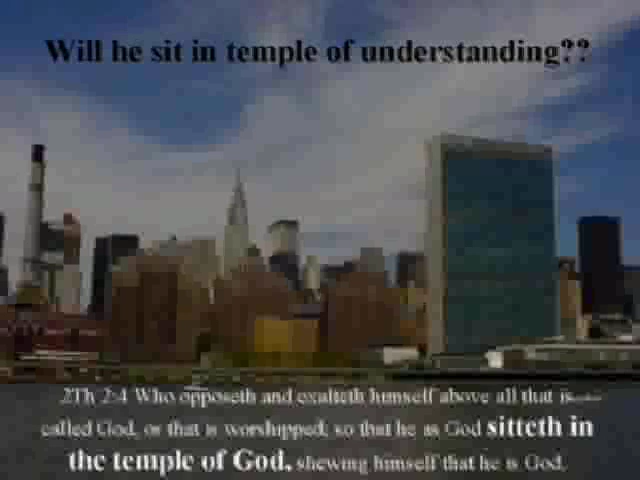 Will he sit in temple of understanding??
2Th 2:4 Who opposeth and exalteth himself above all that is
called God, or that is worshipped; so that he as God sitteth in
the temple of God, shewing himself that he is God.